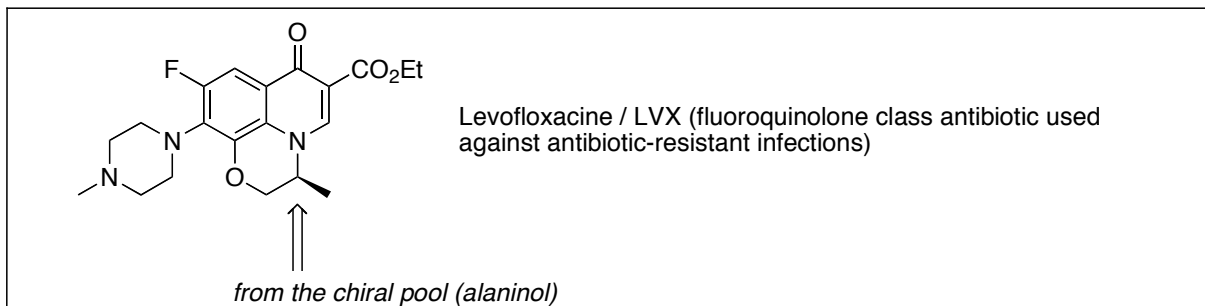 O
F
CO₂Et
N
N
N
O
Levofloxacine / LVX (fluoroquinolone class antibiotic used
against antibiotic-resistant infections)
from the chiral pool (alaninol)